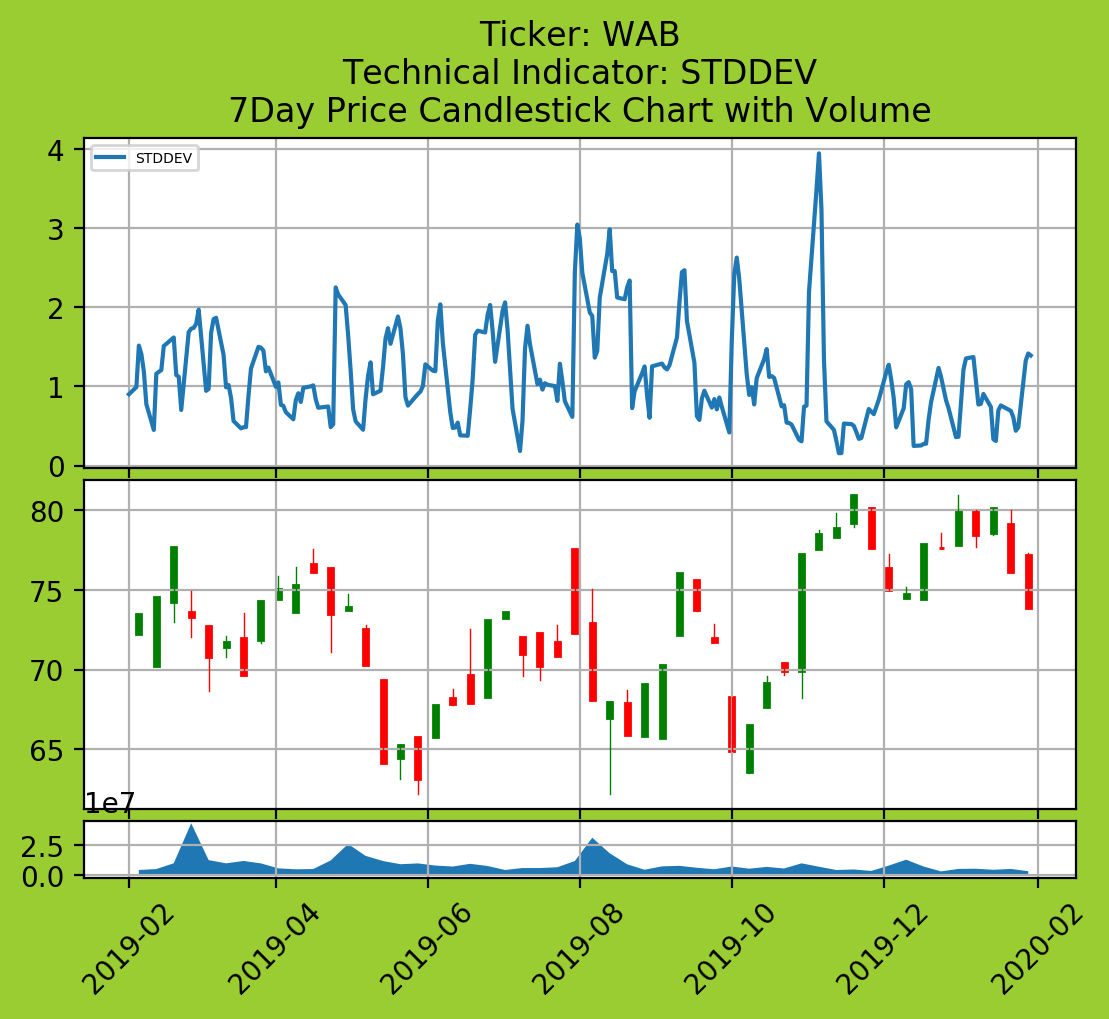 Ticker: WAB
Technical Indicator: STDDEV
7Day Price Candlestick Chart with Volume
4
STDDEV
3
2
1
0
80
75
70
65
1e7
2.5
0.0
2019-02 2019-04 2019-06 2019-08 2019-10 2019-12 2020-02